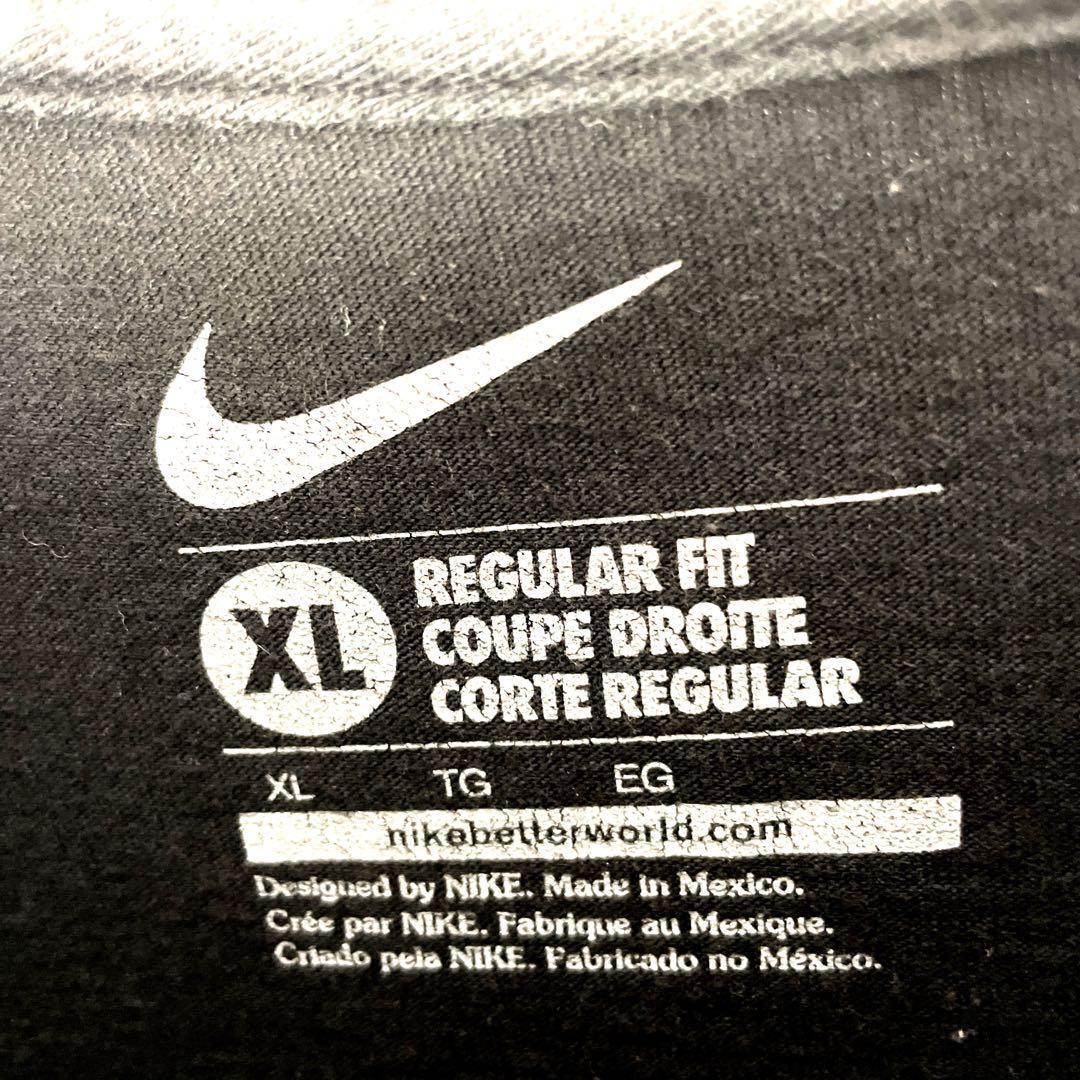 XL
REGULAR FIT
COUPE DROITE
CORTE REGULAR
XL TG EG
nikebetterworld.com
Designed by NIKE. Made in Mexico.
Crée par NIKE. Fabrique au Mexique.
Criado pela NIKE. Fabricado no México.